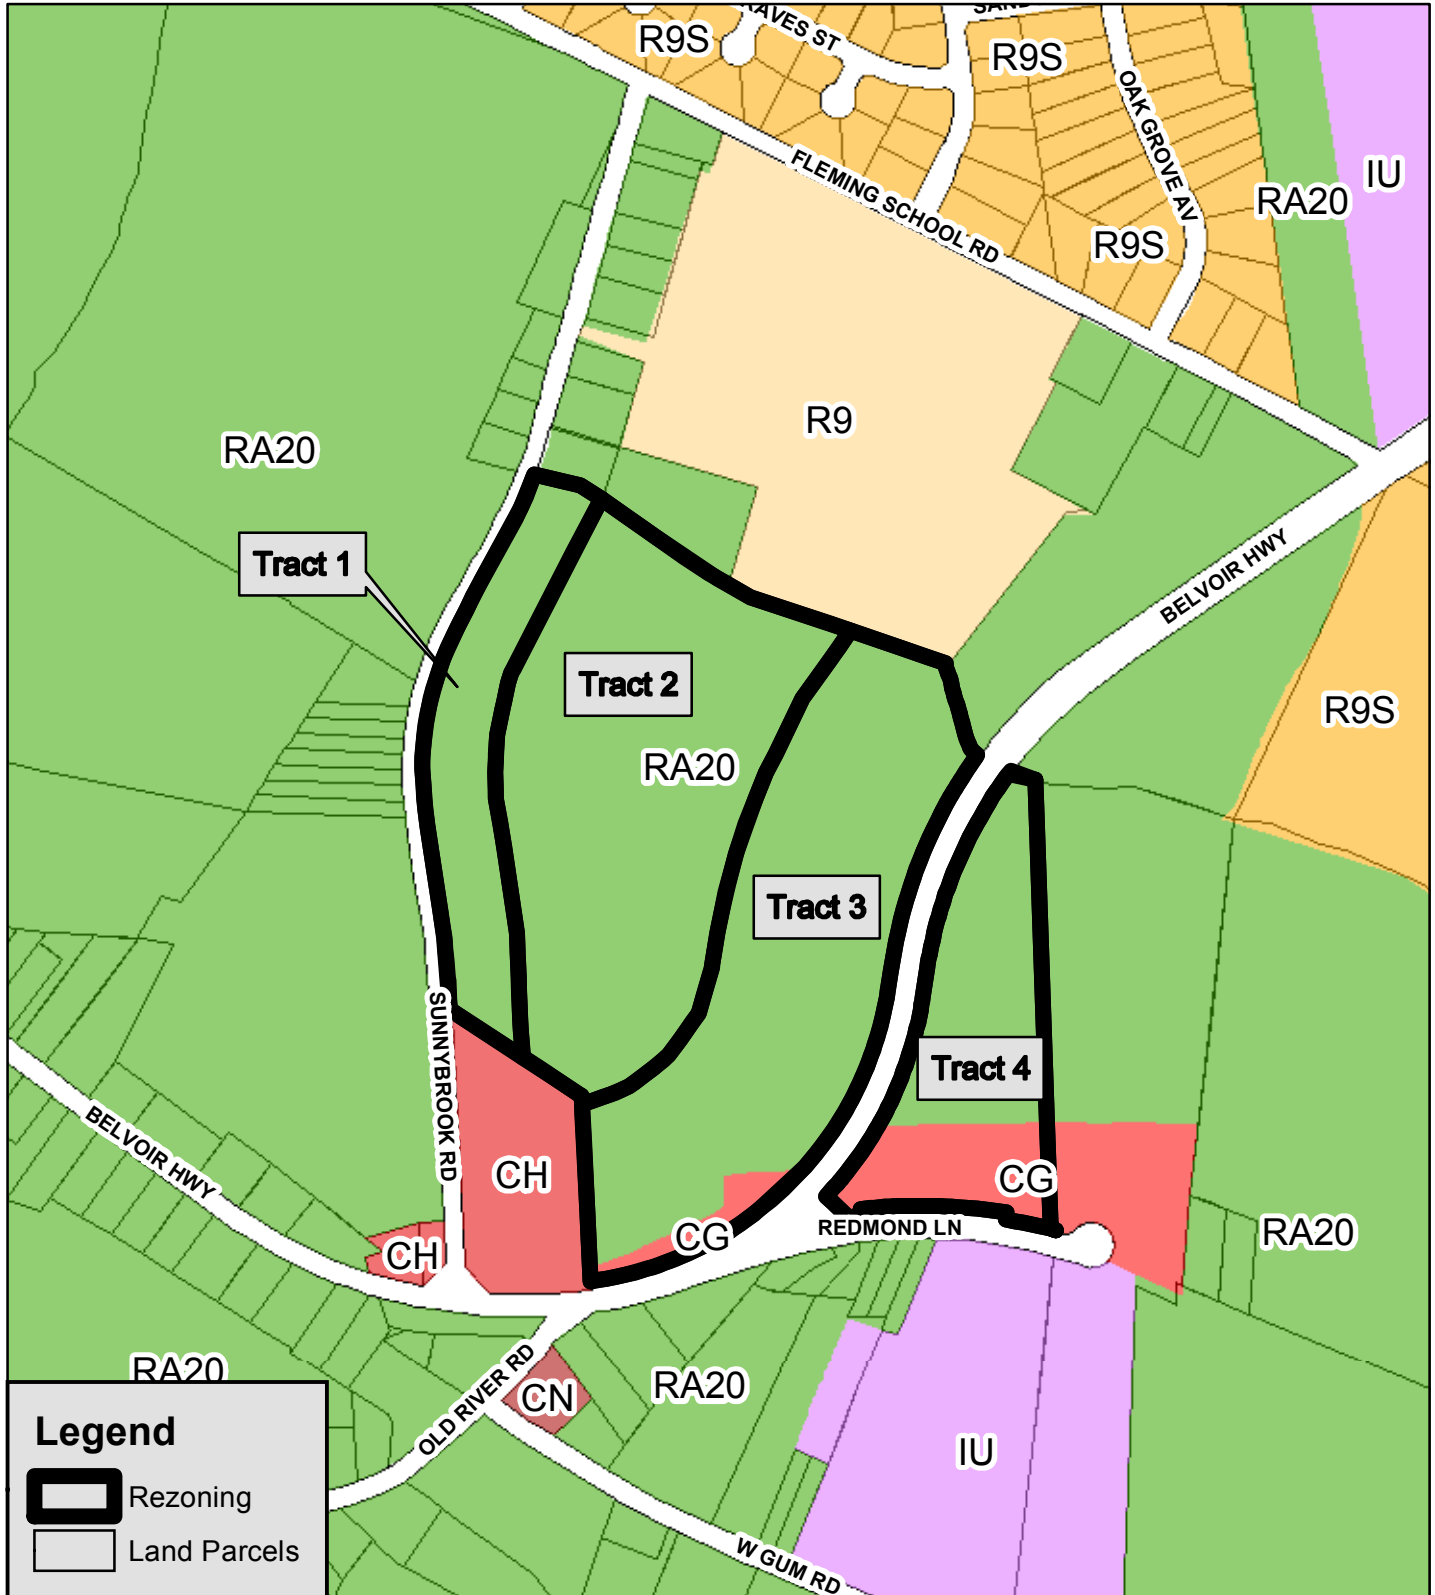 R9S
R9S
OAK GROVE AV
FLEMING SCHOOL RD
IU
RA20
R9S
R9
RA20
BELVOIR HWY
Tract 1
Tract 2
R9S
RA20
Tract 3
SUNNYBROOK RD
Tract 4
BELVOIR HWY
CH
CG
REDMOND LN
CG
CH
RA20
RA20
OLD RIVER RD
CN
RA20
IU
W GUM RD
Legend
Rezoning
Land Parcels